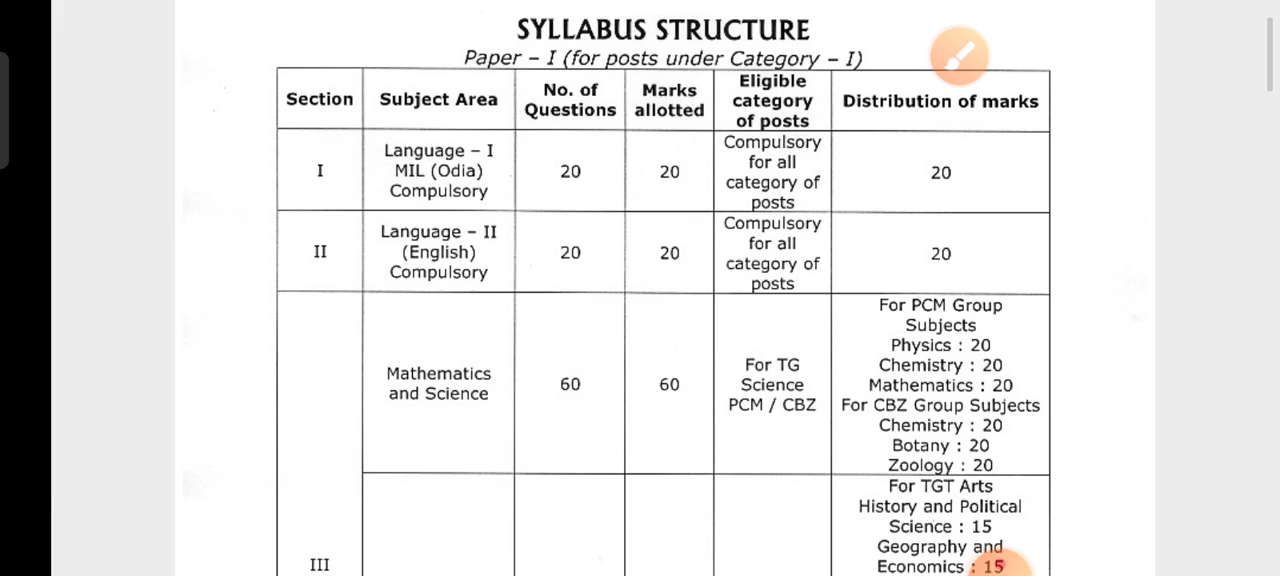 SYLLABUS STRUCTURE
Paper – I (for posts under Category – I)
Section
Subject Area
No. of
Questions
Marks
allotted
Eligible
category
of posts
Distribution of marks
I
Language – I
MIL (Odia)
Compulsory
20
20
Compulsory
for all
category of
posts
20
II
Language – II
(English)
Compulsory
20
20
Compulsory
for all
category of
posts
20
III
Mathematics
and Science
60
60
For TG
Science
PCM / CBZ
For PCM Group
Subjects
Physics : 20
Chemistry : 20
Mathematics : 20
For CBZ Group Subjects
Chemistry : 20
Botany : 20
Zoology : 20
For TGT Arts
History and Political
Science : 15
Geography and
Economics : 15